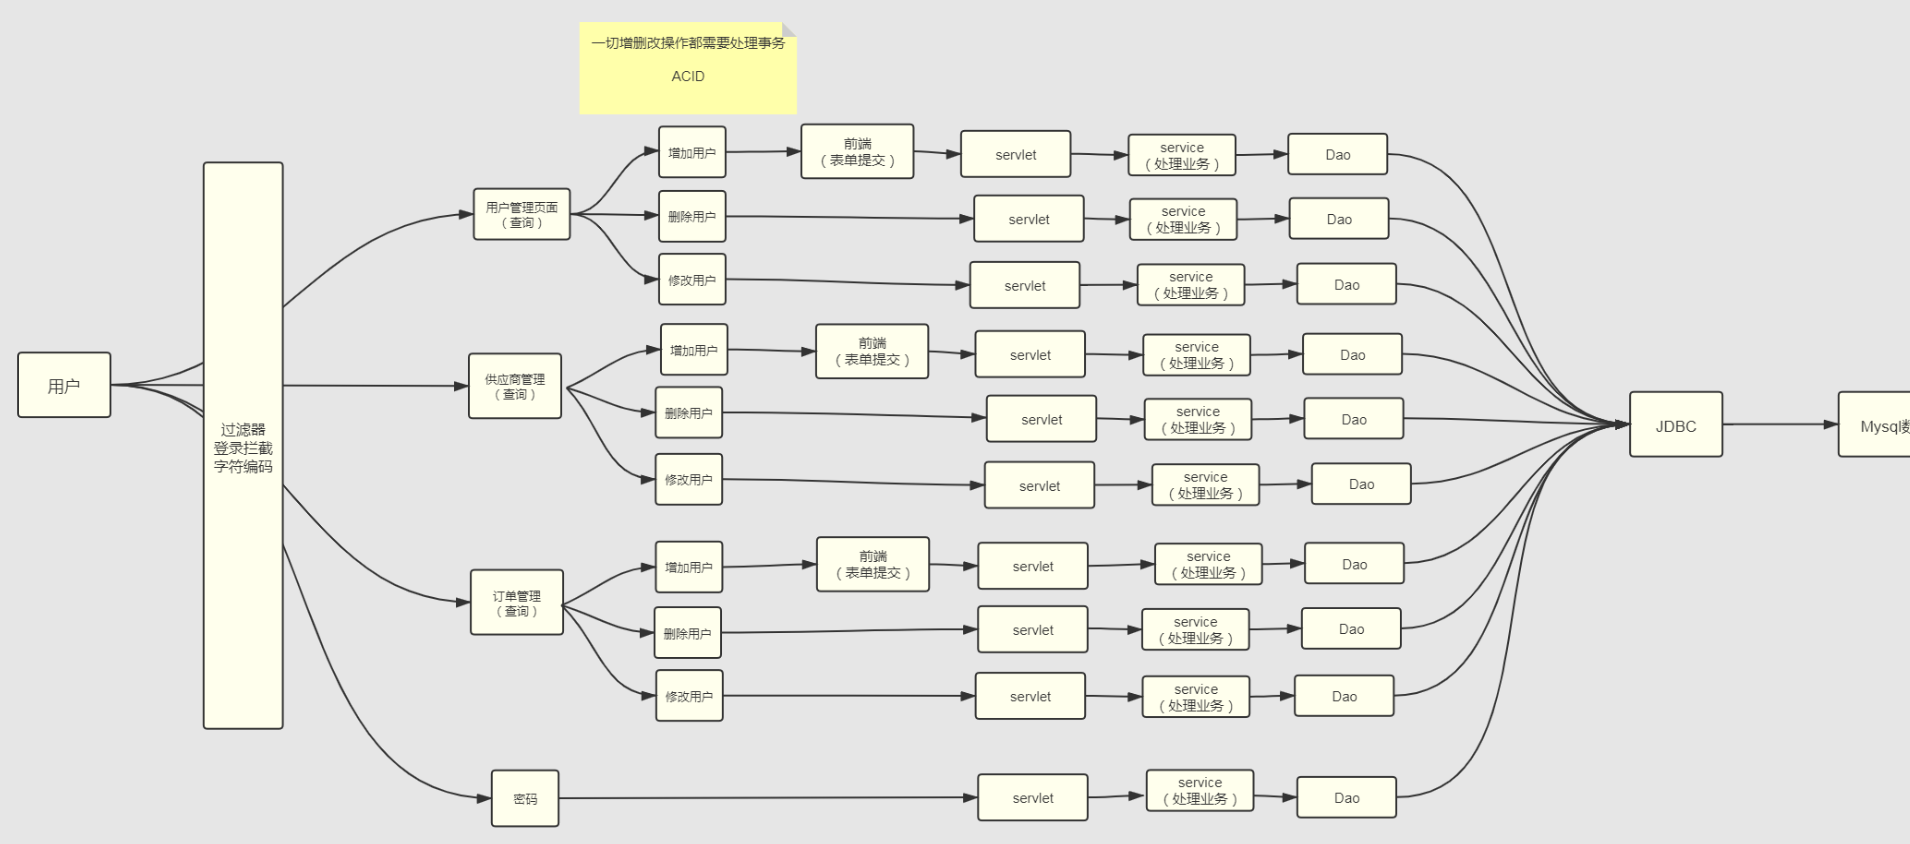 一切增删改操作都需要处理事务
ACID
增加用户
前端
（表单提交）
servlet
service
（处理业务）
Dao
用户管理页面
（查询）
删除用户
servlet
service
（处理业务）
Dao
修改用户
servlet
service
（处理业务）
Dao
用户
过滤器
登录拦截
字符编码
供应商管理
（查询）
增加用户
前端
（表单提交）
servlet
service
（处理业务）
Dao
删除用户
servlet
service
（处理业务）
Dao
修改用户
servlet
service
（处理业务）
Dao
JDBC
Mysql数
订单管理
（查询）
增加用户
前端
（表单提交）
servlet
service
（处理业务）
Dao
删除用户
servlet
service
（处理业务）
Dao
修改用户
servlet
service
（处理业务）
Dao
密码
servlet
service
（处理业务）
Dao